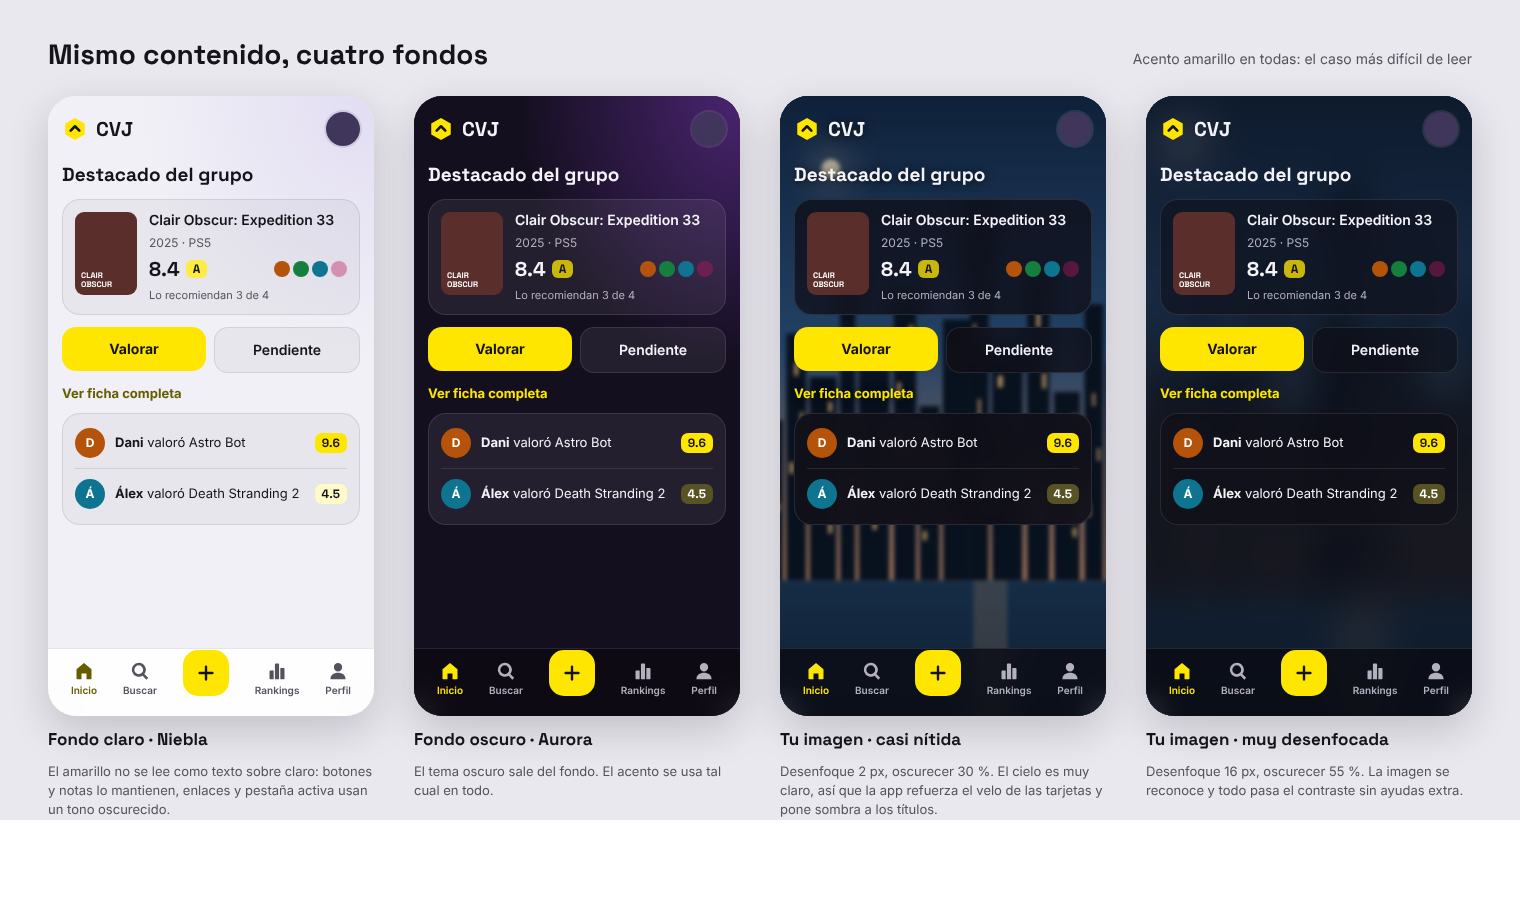 Mismo contenido, cuatro fondos
Acento amarillo en todas: el caso más difícil de leer
CVJ
Destacado del grupo
CLAIR
OBSCUR
Clair Obscur: Expedition 33
2025 · PS5
8.4 A
Lo recomiendan 3 de 4
Valorar
Pendiente
Ver ficha completa
D Dani valoró Astro Bot 9.6
Á Álex valoró Death Stranding 2 4.5
Inicio
Buscar
+
Rankings
Perfil
Fondo claro · Niebla
El amarillo no se lee como texto sobre claro: botones
y notas lo mantienen, enlaces y pestaña activa usan
un tono oscurecido.
CVJ
Destacado del grupo
CLAIR
OBSCUR
Clair Obscur: Expedition 33
2025 · PS5
8.4 A
Lo recomiendan 3 de 4
Valorar
Pendiente
Ver ficha completa
D Dani valoró Astro Bot 9.6
Á Álex valoró Death Stranding 2 4.5
Inicio
Buscar
+
Rankings
Perfil
Fondo oscuro · Aurora
El tema oscuro sale del fondo. El acento se usa tal
cual en todo.
CVJ
Destacado del grupo
CLAIR
OBSCUR
Clair Obscur: Expedition 33
2025 · PS5
8.4 A
Lo recomiendan 3 de 4
Valorar
Pendiente
Ver ficha completa
D Dani valoró Astro Bot 9.6
Á Álex valoró Death Stranding 2 4.5
Inicio
Buscar
+
Rankings
Perfil
Tu imagen · casi nítida
Desenfoque 2 px, oscurecer 30 %. El cielo es muy
claro, así que la app refuerza el velo de las tarjetas y
pone sombra a los títulos.
CVJ
Destacado del grupo
CLAIR
OBSCUR
Clair Obscur: Expedition 33
2025 · PS5
8.4 A
Lo recomiendan 3 de 4
Valorar
Pendiente
Ver ficha completa
D Dani valoró Astro Bot 9.6
Á Álex valoró Death Stranding 2 4.5
Inicio
Buscar
+
Rankings
Perfil
Tu imagen · muy desenfocada
Desenfoque 16 px, oscurecer 55 %. La imagen se
reconoce y todo pasa el contraste sin ayudas extra.